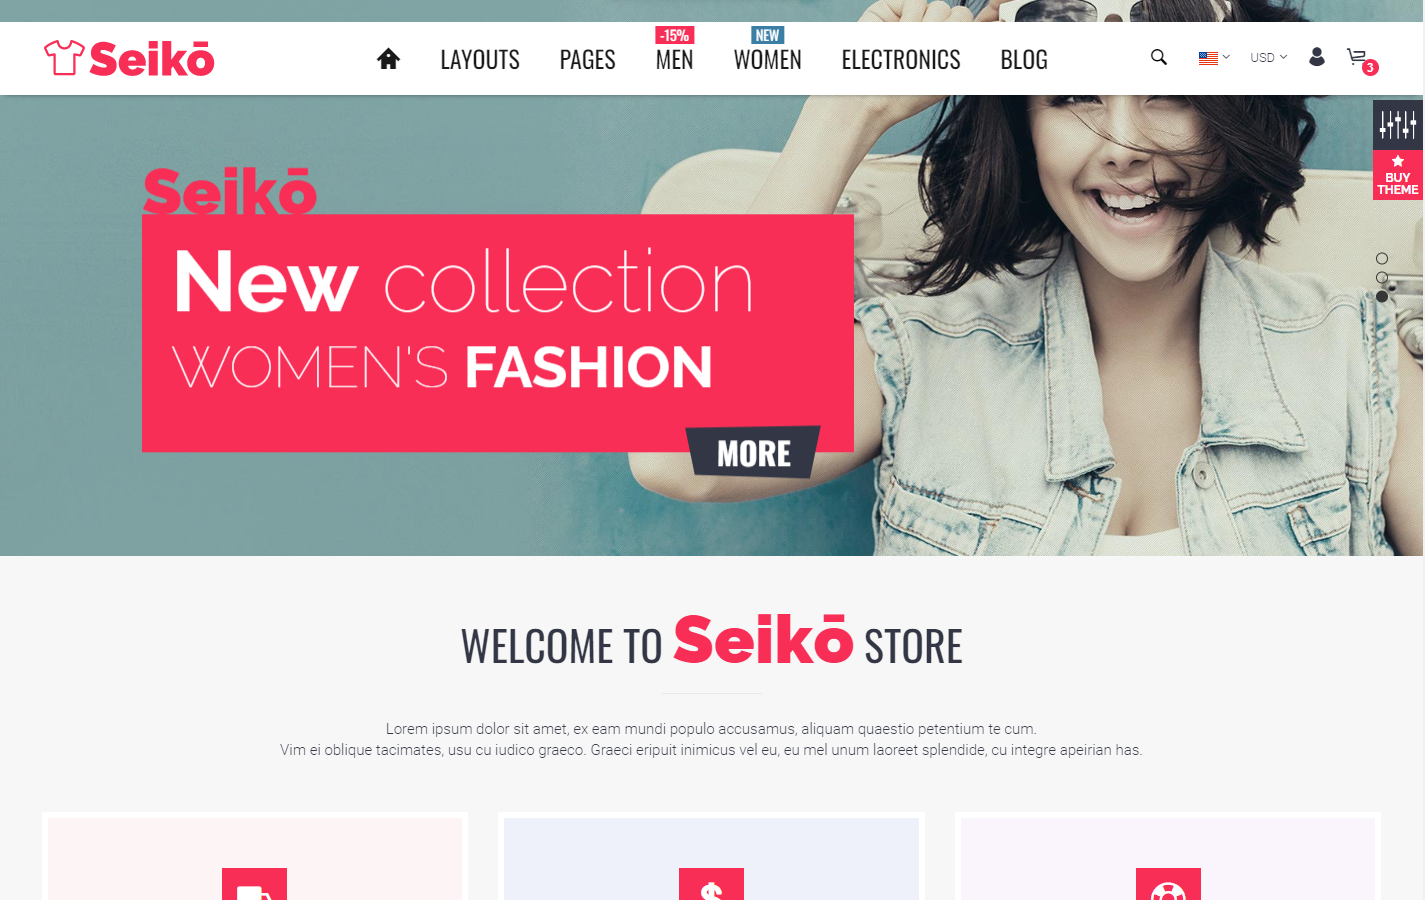 -15%
NEW
Seikō
LAYOUTS
PAGES
MEN
WOMEN
ELECTRONICS
BLOG
USD
3
BUY
THEME
Seikō
New collection
WOMEN'S FASHION
MORE
WELCOME TO Seikō STORE
Lorem ipsum dolor sit amet, ex eam mundi populo accusamus, aliquam quaestio petentium te cum.
Vim ei oblique tacimates, usu cu iudico graeco. Graeci eripuit inimicus vel eu, eu mel unum laoreet splendide, cu integre apeirian has.
$